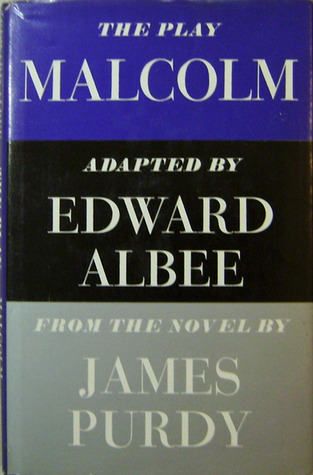 THE PLAY
MALCOLM
ADAPTED BY
EDWARD
ALBEE
FROM THE NOVEL BY
JAMES
PURDY